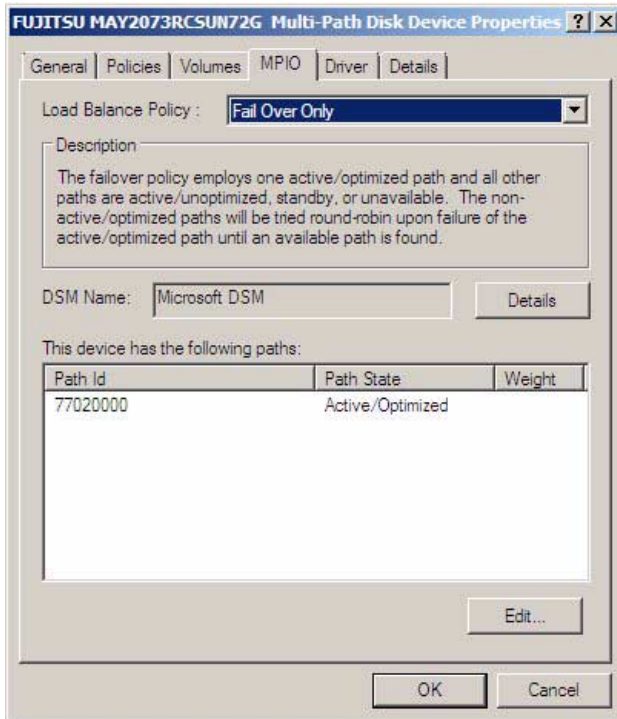 FUJITSU MAY2073RCSUN72G Multi-Path Disk Device Properties
General Policies Volumes MPIO Driver Details
Load Balance Policy : Fail Over Only
Description
The failover policy employs one active/optimized path and all other
paths are active/unoptimized, standby, or unavailable. The non-
active/optimized paths will be tried round-robin upon failure of the
active/optimized path until an available path is found.
DSM Name: Microsoft DSM Details
This device has the following paths:
Path Id Path State Weight
77020000 Active/Optimized
Edit...
OK Cancel